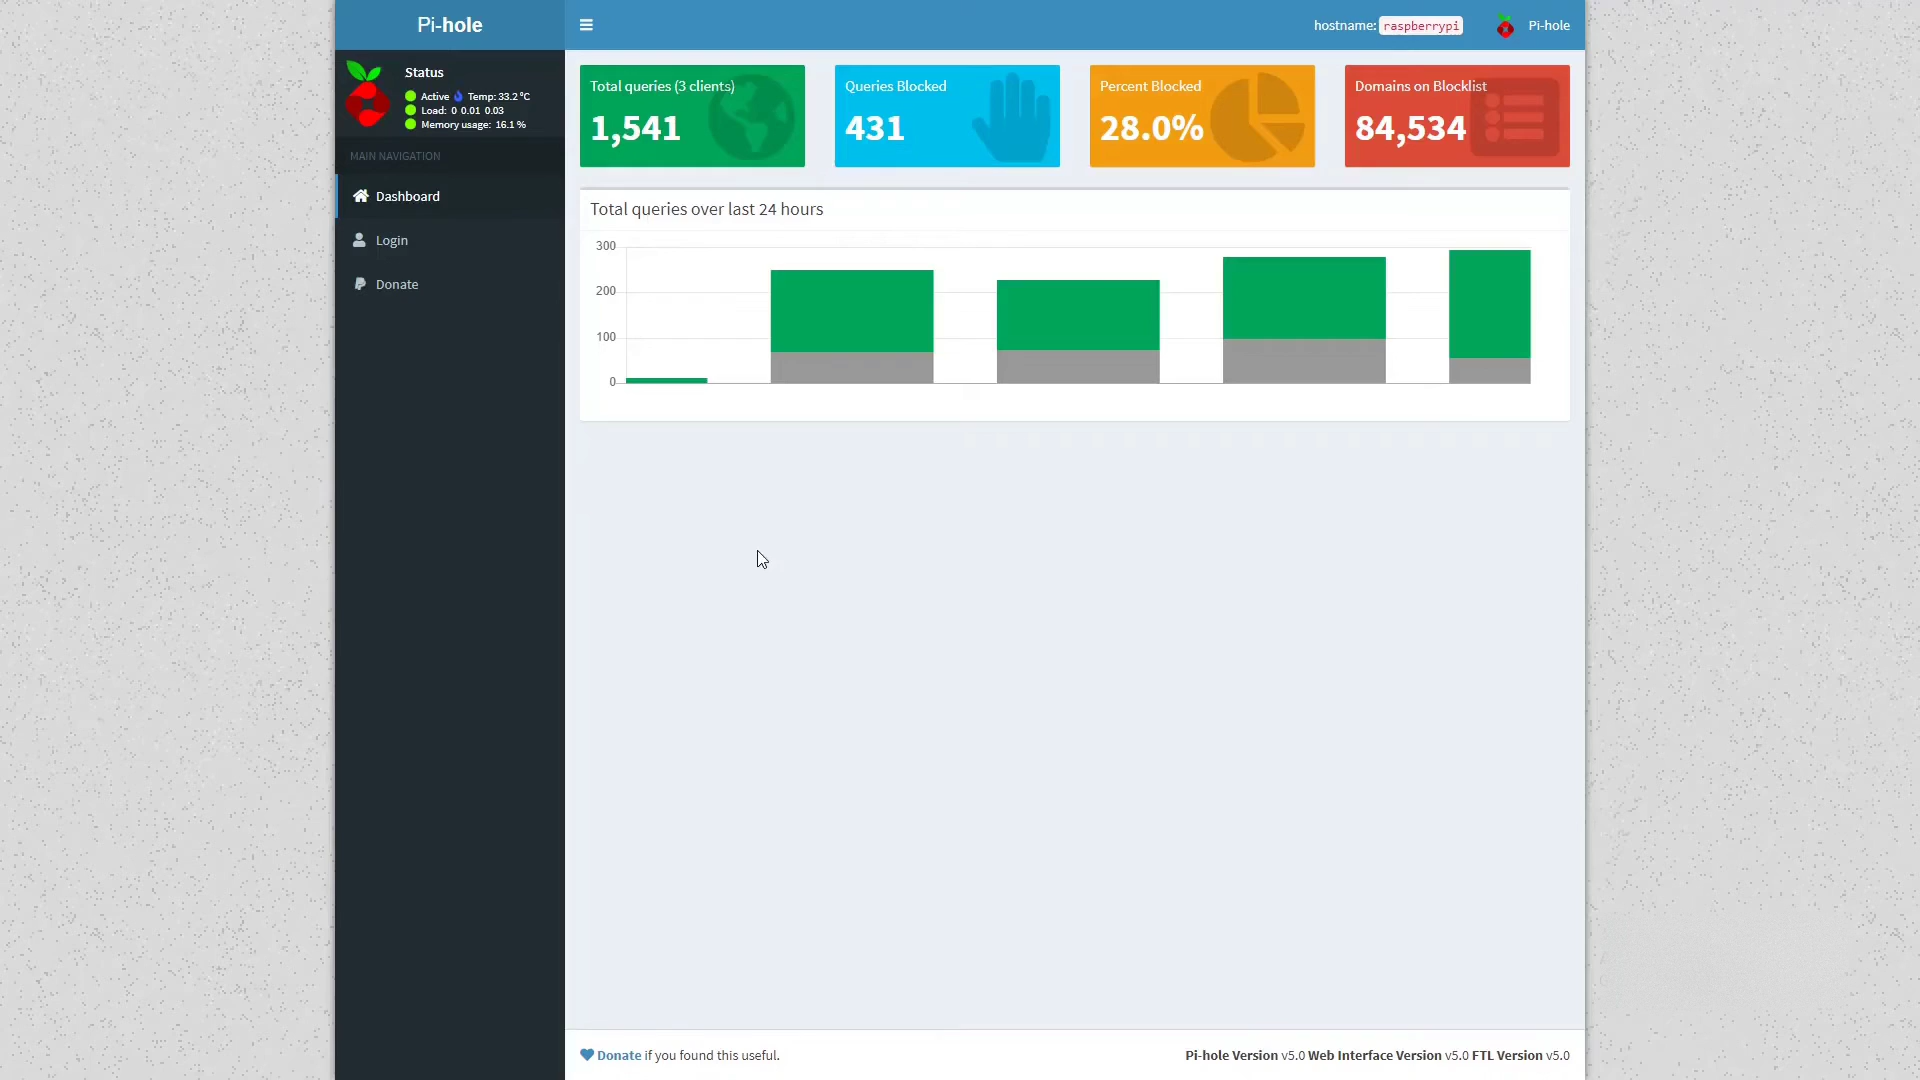 Pi-hole
hostname: raspberrypi
Pi-hole
Status
Active Temp: 33.2 °C
Load: 0 0.01 0.03
Memory usage: 16.1 %
MAIN NAVIGATION
Dashboard
Login
Donate
Total queries (3 clients)
1,541
Queries Blocked
431
Percent Blocked
28.0%
Domains on Blocklist
84,534
Total queries over last 24 hours
300
200
100
0
Donate if you found this useful.
Pi-hole Version v5.0 Web Interface Version v5.0 FTL Version v5.0